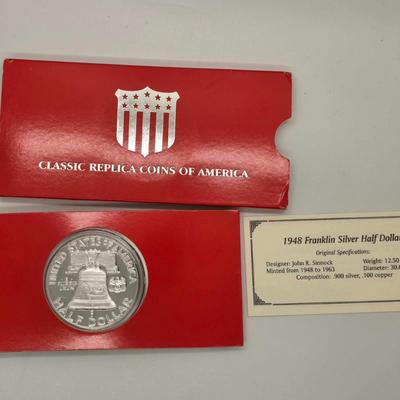 CLASSIC REPLICA COINS OF AMERICA
UNITED STATES OF AMERICA
HALF DOLLAR
1948 Franklin Silver Half Dollar
Original Specifications:
Designer: John R. Sinnock Weight: 12.50
Minted from 1948 to 1963 Diameter: 30.
Composition: .900 silver, .100 copper